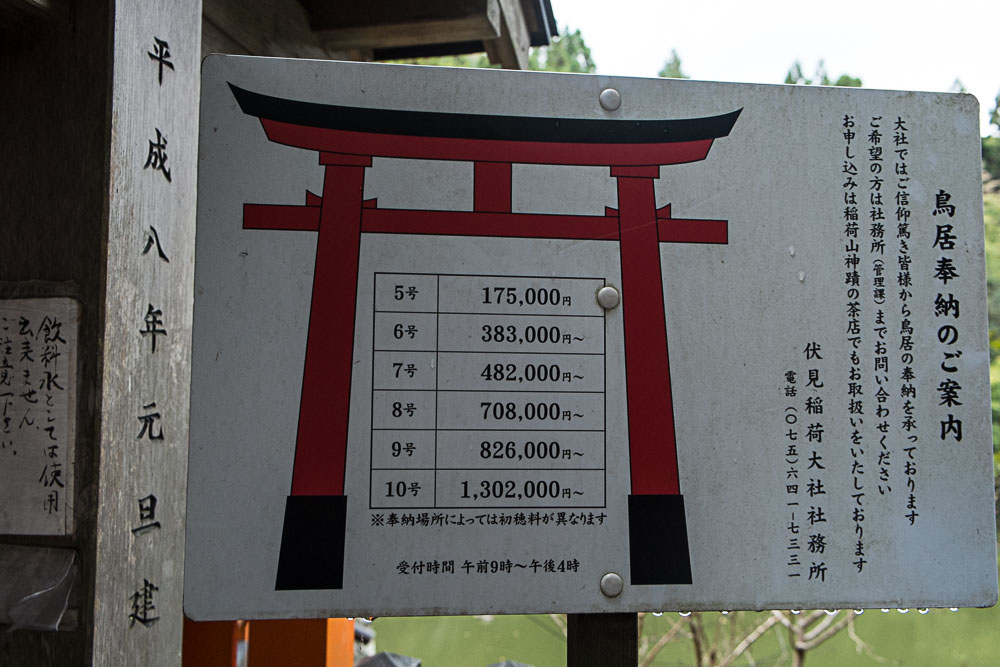 平成八年元旦建
飲料水としては使用
出来ません
ご注意下さい。
鳥居奉納のご案内
大社ではご信仰篤き皆様から鳥居の奉納を承っております
ご希望の方は社務所(管理課)までお問い合わせください
お申し込みは稲荷山神蹟の茶店でもお取扱いをいたしております
伏見稲荷大社社務所
電話(〇七五)六四一-七三三一
5号 175,000円
6号 383,000円~
7号 482,000円~
8号 708,000円~
9号 826,000円~
10号 1,302,000円~
※奉納場所によっては初穂料が異なります
受付時間 午前9時~午後4時